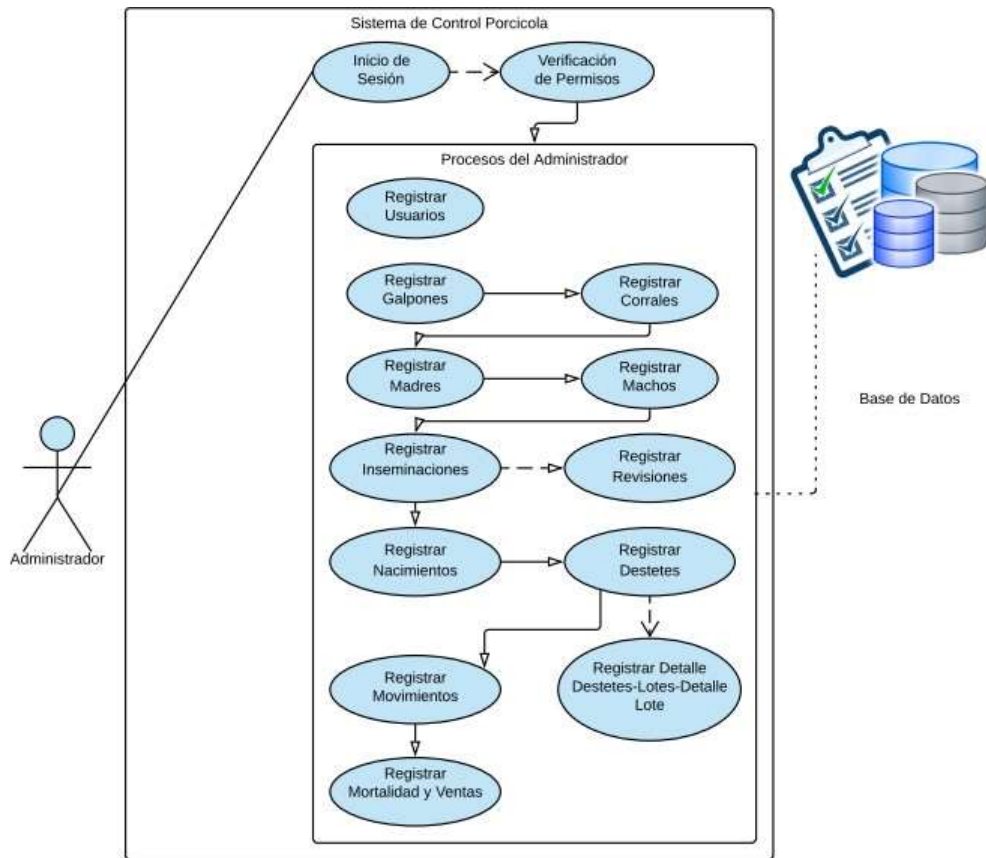 Sistema de Control Porcicola
Inicio de
Sesión
Verificación
de Permisos
Procesos del Administrador
Registrar
Usuarios
Registrar
Galpones
Registrar
Corrales
Registrar
Madres
Registrar
Machos
Base de Datos
Registrar
Inseminaciones
Registrar
Revisiones
Administrador
Registrar
Nacimientos
Registrar
Destetes
Registrar
Movimientos
Registrar Detalle
Destetes-Lotes-Detalle
Lote
Registrar
Mortalidad y Ventas